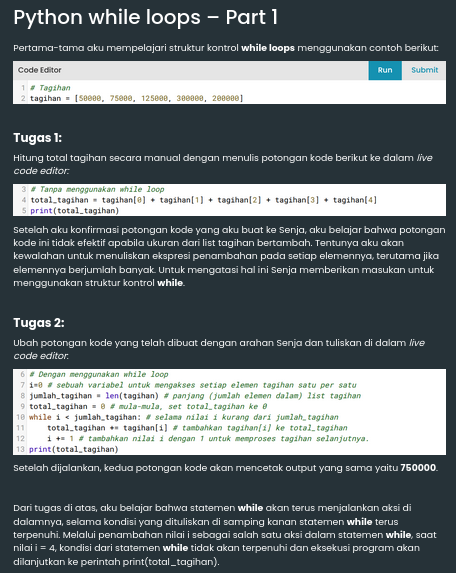 Python while loops – Part 1
Pertama-tama aku mempelajari struktur kontrol while loops menggunakan contoh berikut:
Code Editor
Run
Submit
1 # Tagihan
2 tagihan = [50000, 75000, 125000, 300000, 200000]
Tugas 1:
Hitung total tagihan secara manual dengan menulis potongan kode berikut ke dalam live
code editor:
3 # Tanpa menggunakan while loop
4 total_tagihan = tagihan[0] + tagihan[1] + tagihan[2] + tagihan[3] + tagihan[4]
5 print(total_tagihan)
Setelah aku konfirmasi potongan kode yang aku buat ke Senja, aku belajar bahwa potongan
kode ini tidak efektif apabila ukuran dari list tagihan bertambah. Tentunya aku akan
kewalahan untuk menuliskan ekspresi penambahan pada setiap elemennya, terutama jika
elemennya berjumlah banyak. Untuk mengatasi hal ini Senja memberikan masukan untuk
menggunakan struktur kontrol while.
Tugas 2:
Ubah potongan kode yang telah dibuat dengan arahan Senja dan tuliskan di dalam live
code editor:
6 # Dengan menggunakan while loop
7 i=0 # sebuah variabel untuk mengakses setiap elemen tagihan satu per satu
8 jumlah_tagihan = len(tagihan) # panjang (jumlah elemen dalam) list tagihan
9 total_tagihan = 0 # mula-mula, set total_tagihan ke 0
10 while i < jumlah_tagihan: # selama nilai i kurang dari jumlah_tagihan
11 total_tagihan += tagihan[i] # tambahkan tagihan[i] ke total_tagihan
12 i += 1 # tambahkan nilai i dengan 1 untuk memproses tagihan selanjutnya.
13 print(total_tagihan)
Setelah dijalankan, kedua potongan kode akan mencetak output yang sama yaitu 750000.
Dari tugas di atas, aku belajar bahwa statemen while akan terus menjalankan aksi di
dalamnya, selama kondisi yang dituliskan di samping kanan statemen while terus
terpenuhi. Melalui penambahan nilai i sebagai salah satu aksi dalam statemen while, saat
nilai i = 4, kondisi dari statemen while tidak akan terpenuhi dan eksekusi program akan
dilanjutkan ke perintah print(total_tagihan).